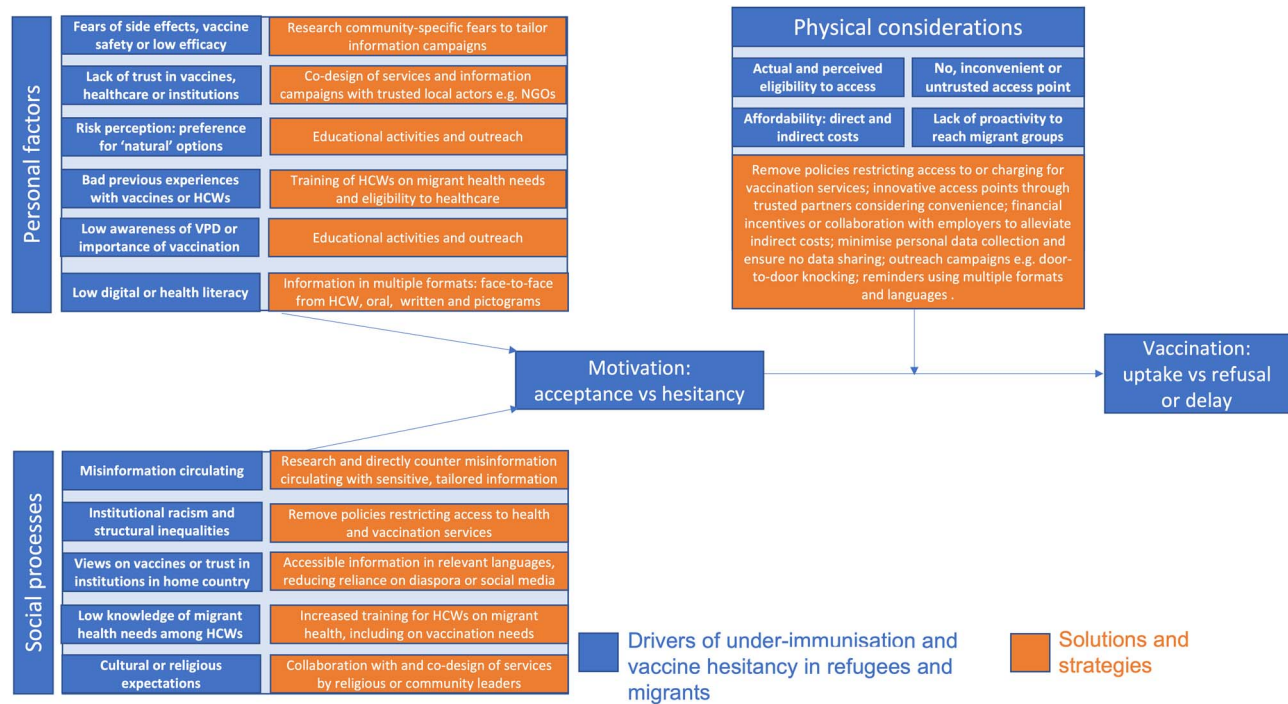 Personal factors
Fears of side effects, vaccine
safety or low efficacy
Research community-specific fears to tailor
information campaigns
Lack of trust in vaccines,
healthcare or institutions
Co-design of services and information
campaigns with trusted local actors e.g. NGOs
Risk perception: preference
for ‘natural’ options
Educational activities and outreach
Bad previous experiences
with vaccines or HCWs
Training of HCWs on migrant health needs
and eligibility to healthcare
Low awareness of VPD or
importance of vaccination
Educational activities and outreach
Low digital or health literacy
Information in multiple formats: face-to-face
from HCW, oral, written and pictograms
Physical considerations
Actual and perceived
eligibility to access
No, inconvenient or
untrusted access point
Affordability: direct and
indirect costs
Lack of proactivity to
reach migrant groups
Remove policies restricting access to or charging for
vaccination services; innovative access points through
trusted partners considering convenience; financial
incentives or collaboration with employers to alleviate
indirect costs; minimise personal data collection and
ensure no data sharing; outreach campaigns e.g. door-
to-door knocking; reminders using multiple formats
and languages .
Motivation:
acceptance vs hesitancy
Vaccination:
uptake vs refusal
or delay
Social processes
Misinformation circulating
Research and directly counter misinformation
circulating with sensitive, tailored information
Institutional racism and
structural inequalities
Remove policies restricting access to health
and vaccination services
Views on vaccines or trust in
institutions in home country
Accessible information in relevant languages,
reducing reliance on diaspora or social media
Low knowledge of migrant
health needs among HCWs
Increased training for HCWs on migrant
health, including on vaccination needs
Cultural or religious
expectations
Collaboration with and co-design of services
by religious or community leaders
Drivers of under-immunisation and
vaccine hesitancy in refugees and
migrants
Solutions and
strategies